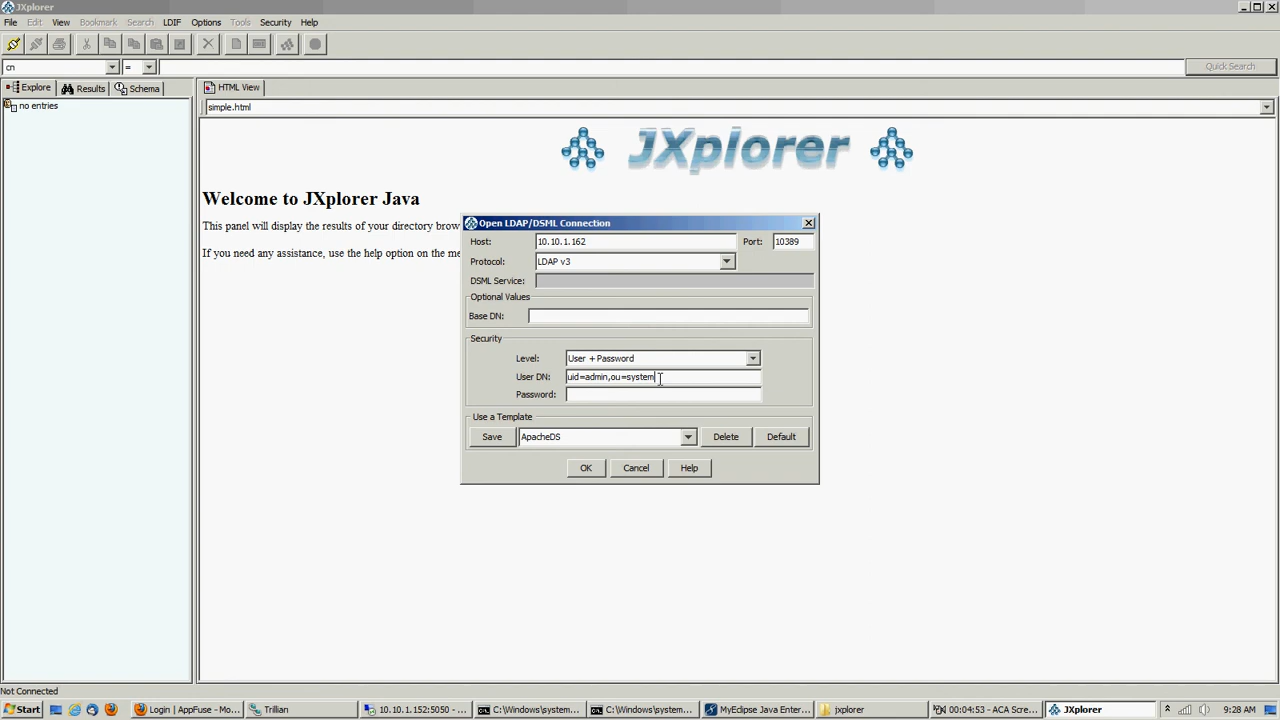 JXplorer
File Edit View Bookmark Search LDIF Options Tools Security Help
cn = Quick Search
Explore Results Schema
no entries
HTML View
simple.html
JXplorer
Welcome to JXplorer Java
This panel will display the results of your directory brow
If you need any assistance, use the help option on the me
Open LDAP/DSML Connection
Host: 10.10.1.162 Port: 10389
Protocol: LDAP v3
DSML Service:
Optional Values
Base DN:
Security
Level: User + Password
User DN: uid=admin,ou=system
Password:
Use a Template
Save ApacheDS Delete Default
OK Cancel Help
Not Connected
Start Login | AppFuse - Mo... Trillian 10.10.1.152:5050 - ... C:\Windows\system... C:\Windows\system... MyEclipse Java Enter... jxplorer 00:04:53 - ACA Scre... JXplorer 9:28 AM